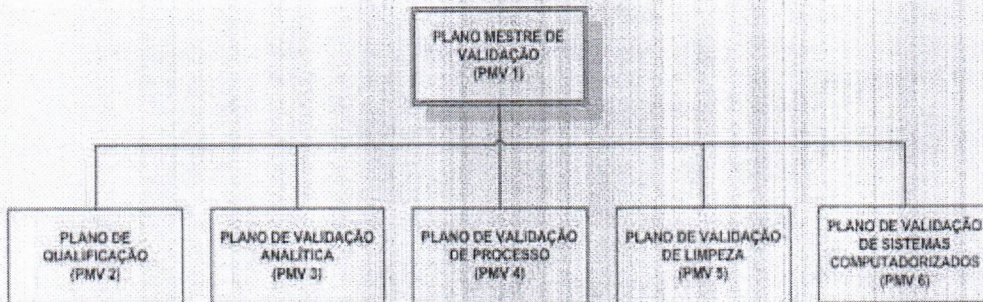 PLANO MESTRE DE
VALIDAÇÃO
(PMV 1)
PLANO DE
QUALIFICAÇÃO
(PMV 2)
PLANO DE VALIDAÇÃO
ANALÍTICA
(PMV 3)
PLANO DE VALIDAÇÃO
DE PROCESSO
(PMV 4)
PLANO DE VALIDAÇÃO
DE LIMPEZA
(PMV 5)
PLANO DE VALIDAÇÃO
DE SISTEMAS
COMPUTADORIZADOS
(PMV 6)